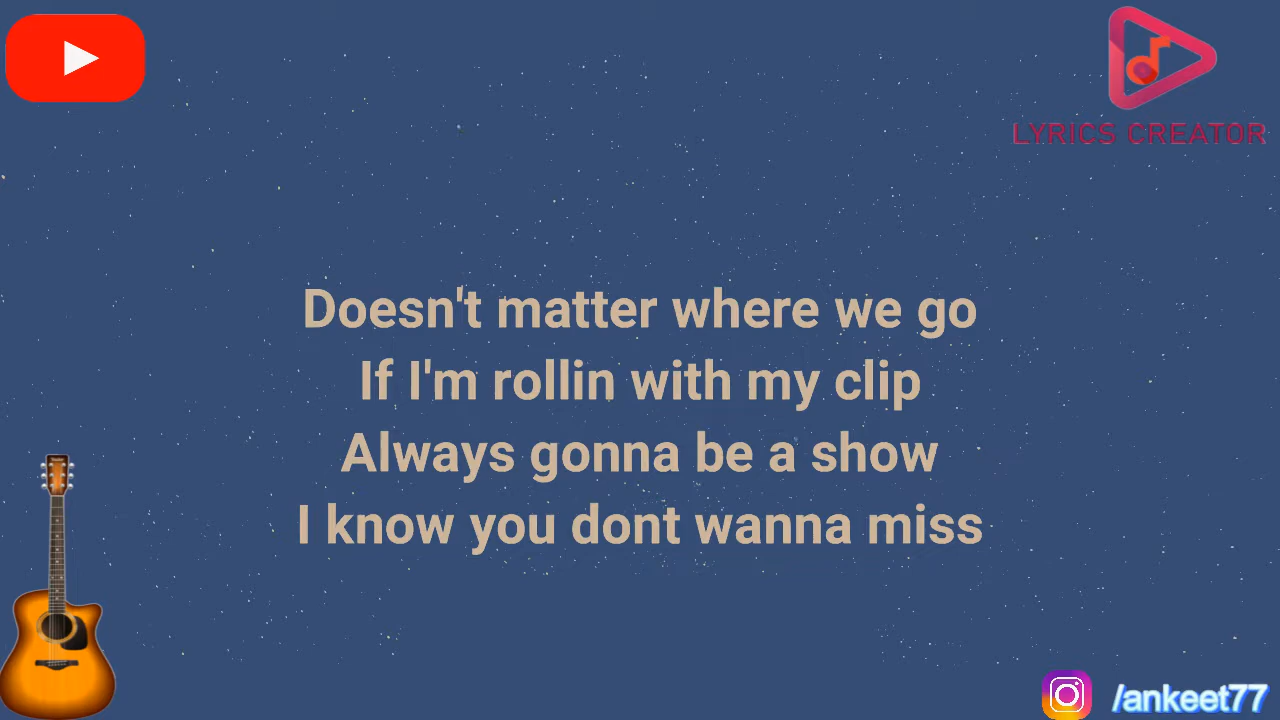 LYRICS CREATOR
Doesn't matter where we go
If I'm rollin with my clip
Always gonna be a show
I know you dont wanna miss
/ankeet77